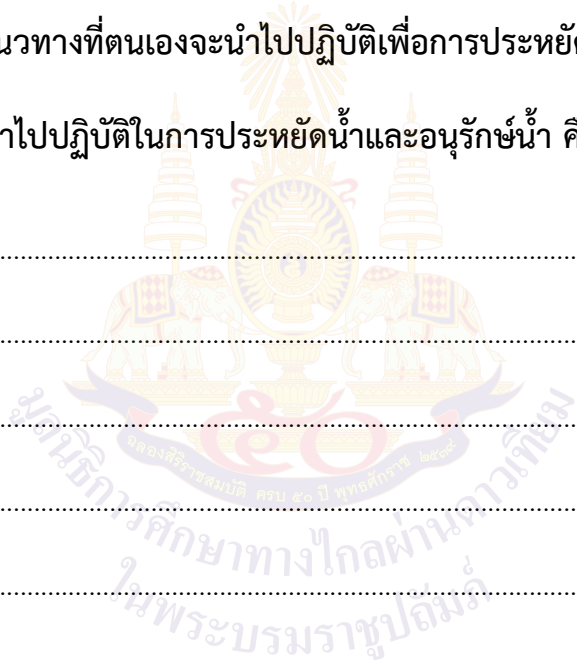 นวทางที่ตนเองจะนำไปปฏิบัติเพื่อการประหยัด
าไปปฏิบัติในการประหยัดน้ำและอนุรักษ์น้ำ คื
................................................................
................................................................
................................................................
ฉลองสิริราชสมบัติ ครบ ๕๐ ปี พุทธศักราช ๒๕๓๙
................................................................
................................................................
มูลนิธิการศึกษาทางไกลผ่านดาวเทียม
ในพระบรมราชูปถัมภ์